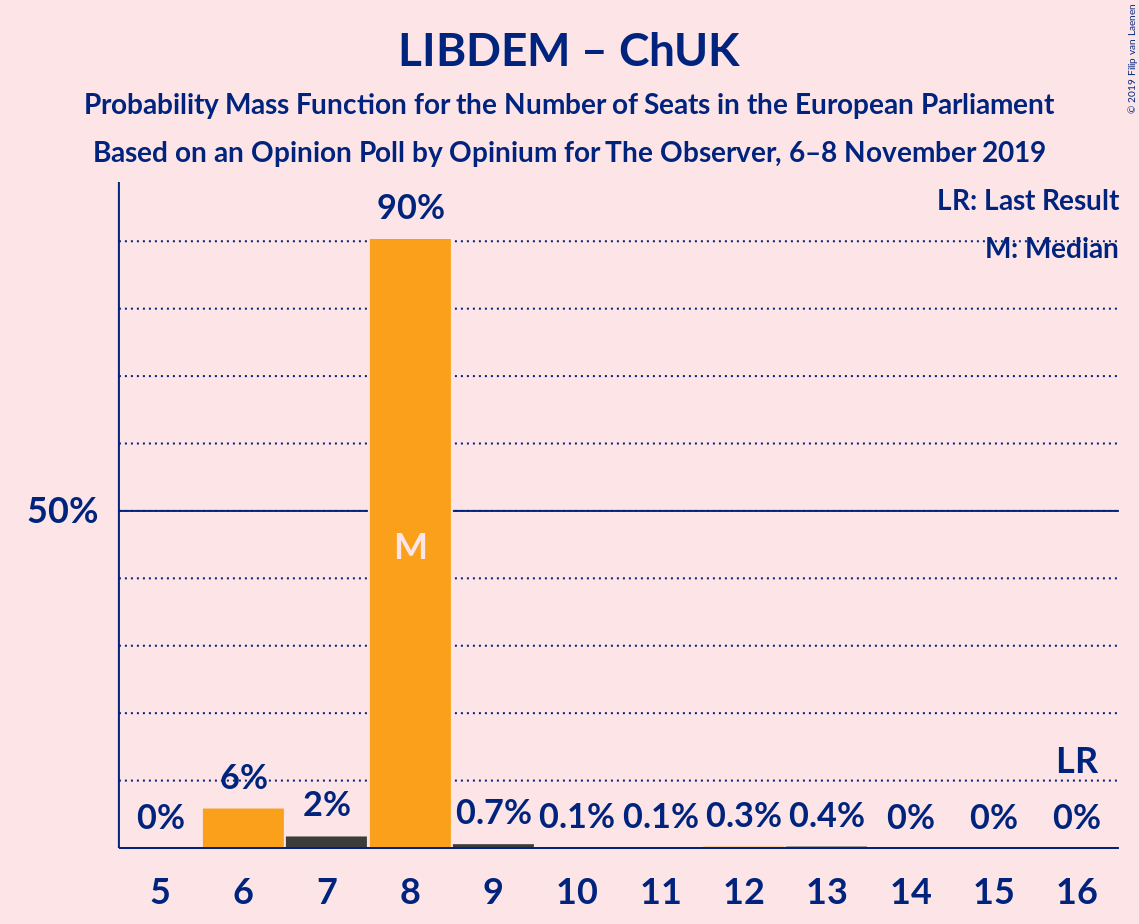 LIBDEM – ChUK
Probability Mass Function for the Number of Seats in the European Parliament
Based on an Opinion Poll by Opinium for The Observer, 6–8 November 2019
© 2019 Filip van Laenen
LR: Last Result
M: Median
90%
50%
M
LR
0% 6% 2% 0.7% 0.1% 0.1% 0.3% 0.4% 0% 0% 0%
5 6 7 8 9 10 11 12 13 14 15 16